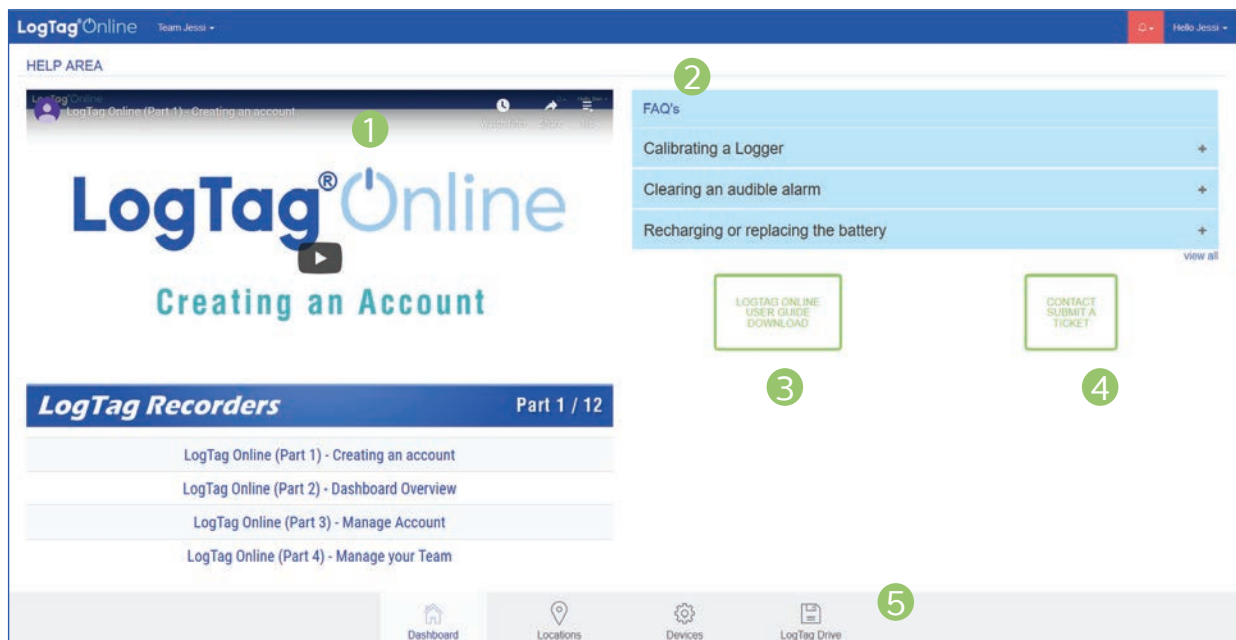 LogTag®Online Team Jessi Hello Jessi
HELP AREA
1
LogTag Online
LogTag Online (Part 1) - Creating an account
LogTag® Online
Creating an Account
LogTag Recorders Part 1 / 12
LogTag Online (Part 1) - Creating an account
LogTag Online (Part 2) - Dashboard Overview
LogTag Online (Part 3) - Manage Account
LogTag Online (Part 4) - Manage your Team
2
FAQ's
Calibrating a Logger +
Clearing an audible alarm +
Recharging or replacing the battery +
view all
LOGTAG ONLINE
USER GUIDE
DOWNLOAD
CONTACT
SUBMIT A
TICKET
3
4
5
Dashboard Locations Devices LogTag Drive